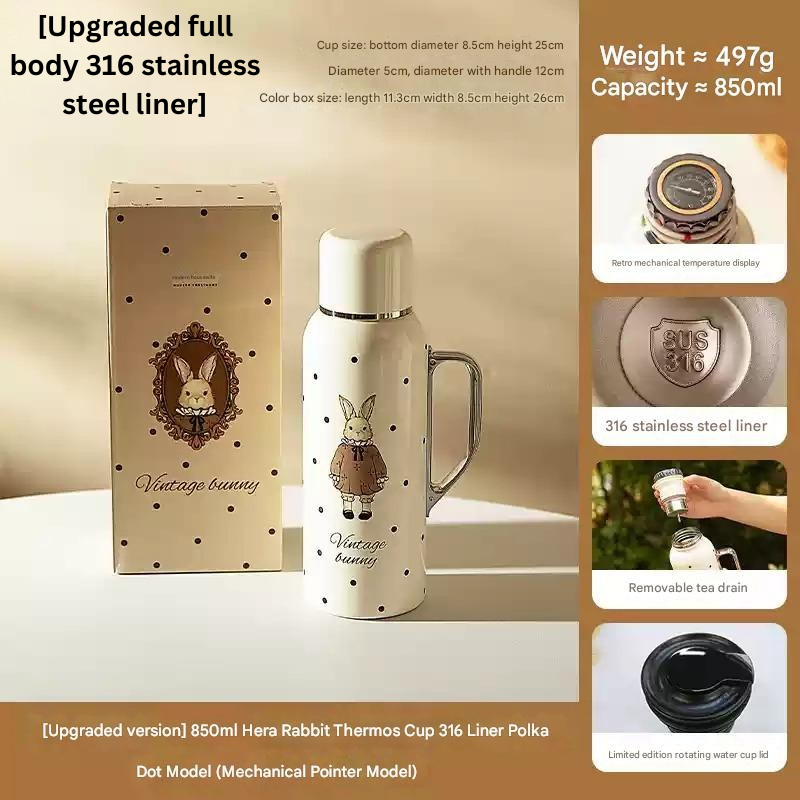 [Upgraded full
body 316 stainless
steel liner]
Cup size: bottom diameter 8.5cm height 25cm
Diameter 5cm, diameter with handle 12cm
Color box size: length 11.3cm width 8.5cm height 26cm
Weight ≈ 497g
Capacity ≈ 850ml
Retro mechanical temperature display
SUS
316
316 stainless steel liner
Removable tea drain
Limited edition rotating water cup lid
Vintage bunny
Vintage
bunny
[Upgraded version] 850ml Hera Rabbit Thermos Cup 316 Liner Polka
Dot Model (Mechanical Pointer Model)